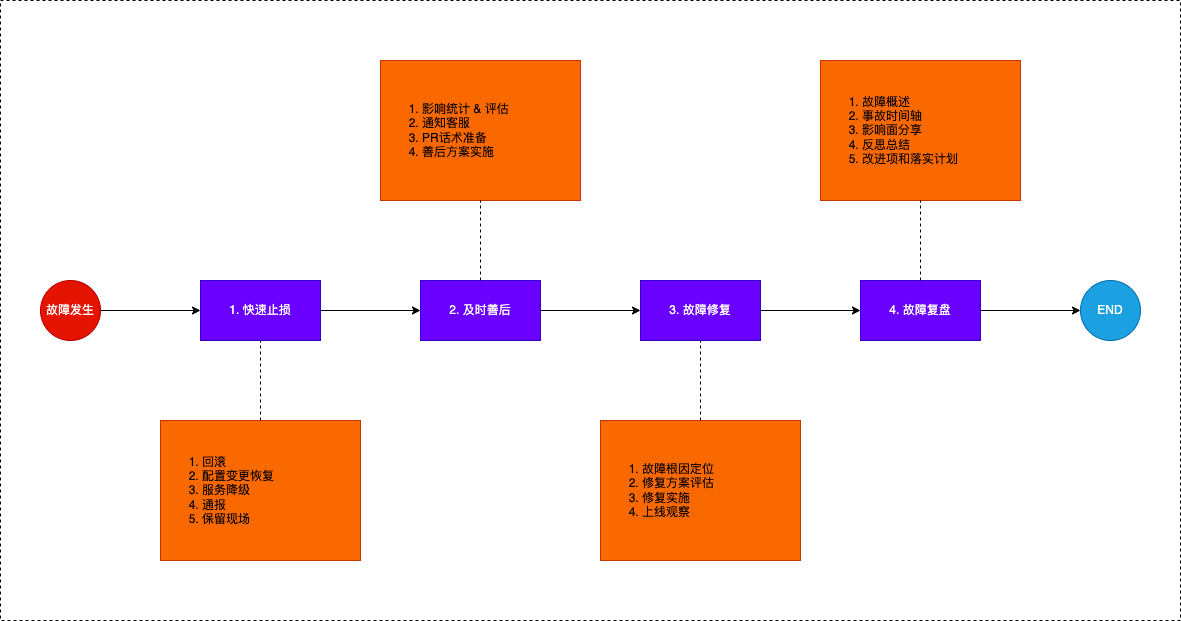 1. 影响统计 & 评估
2. 通知客服
3. PR话术准备
4. 善后方案实施
1. 故障概述
2. 事故时间轴
3. 影响面分享
4. 反思总结
5. 改进项和落实计划
故障发生
1. 快速止损
2. 及时善后
3. 故障修复
4. 故障复盘
END
1. 回滚
2. 配置变更恢复
3. 服务降级
4. 通报
5. 保留现场
1. 故障根因定位
2. 修复方案评估
3. 修复实施
4. 上线观察